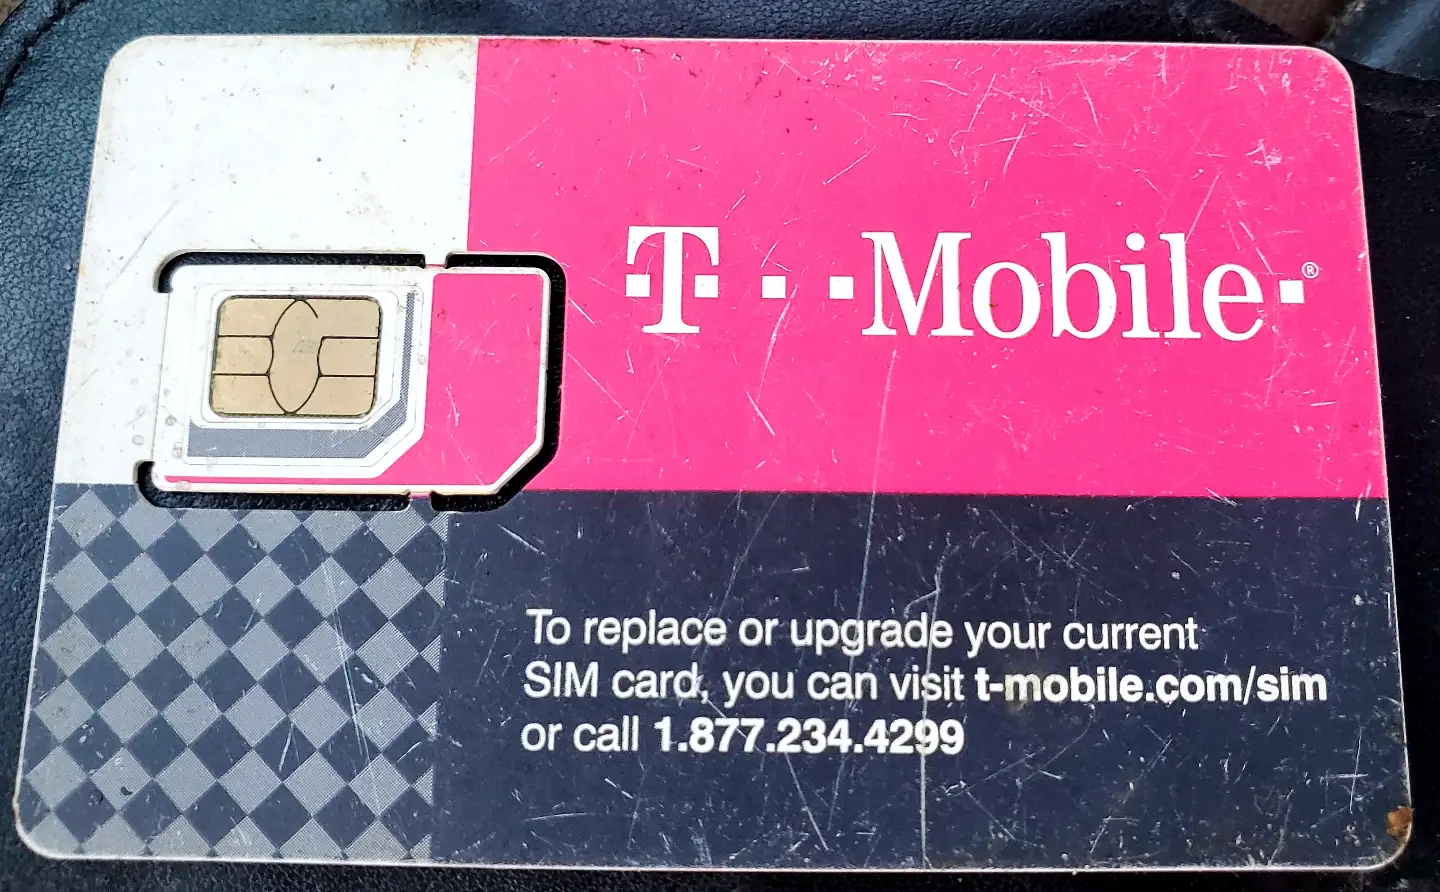 T · · Mobile · ®
To replace or upgrade your current
SIM card, you can visit t-mobile.com/sim
or call 1.877.234.4299